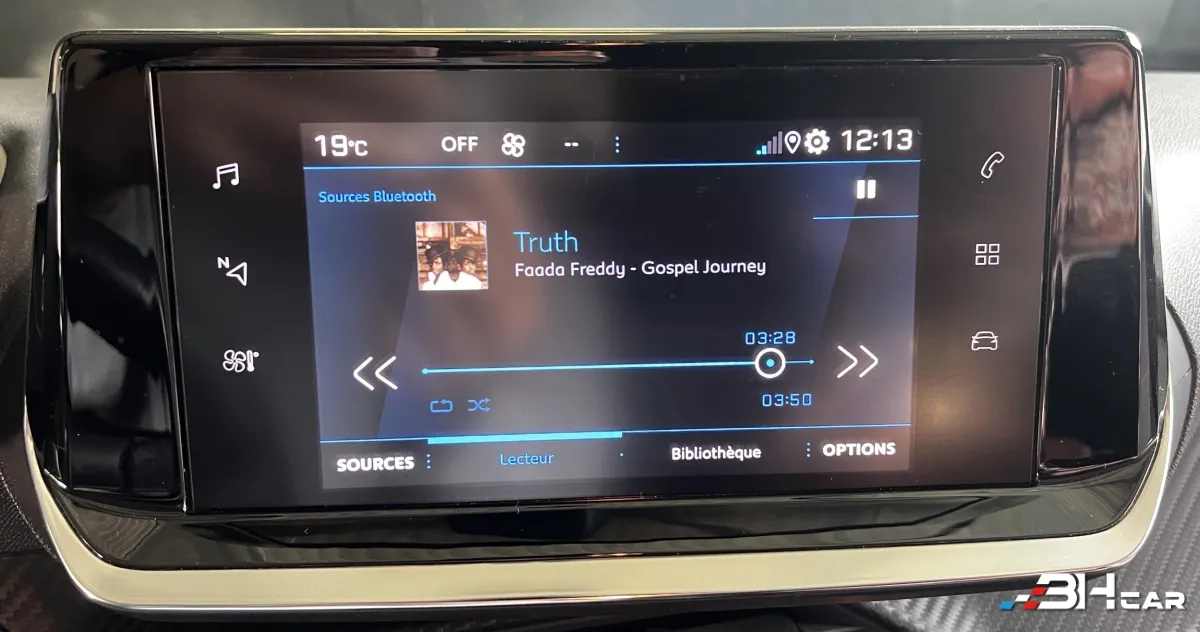 19°C OFF -- 12:13
Sources Bluetooth
Truth
Faada Freddy - Gospel Journey
N
03:28
03:50
SOURCES Lecteur Bibliothèque OPTIONS
3HCAR